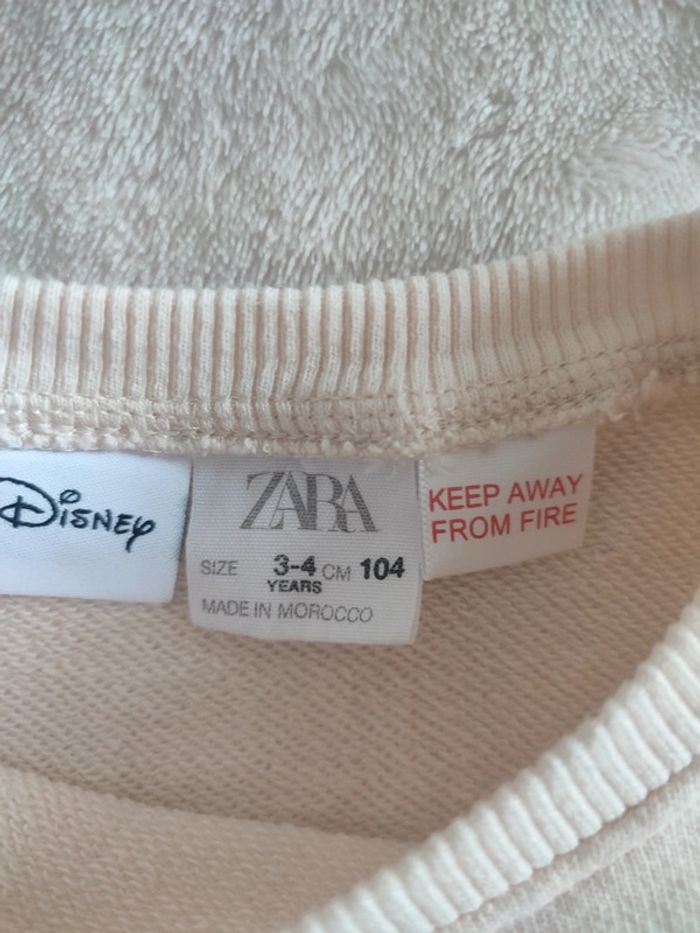 Disney
ZARA
SIZE 3-4 CM 104
YEARS
MADE IN MOROCCO
KEEP AWAY
FROM FIRE